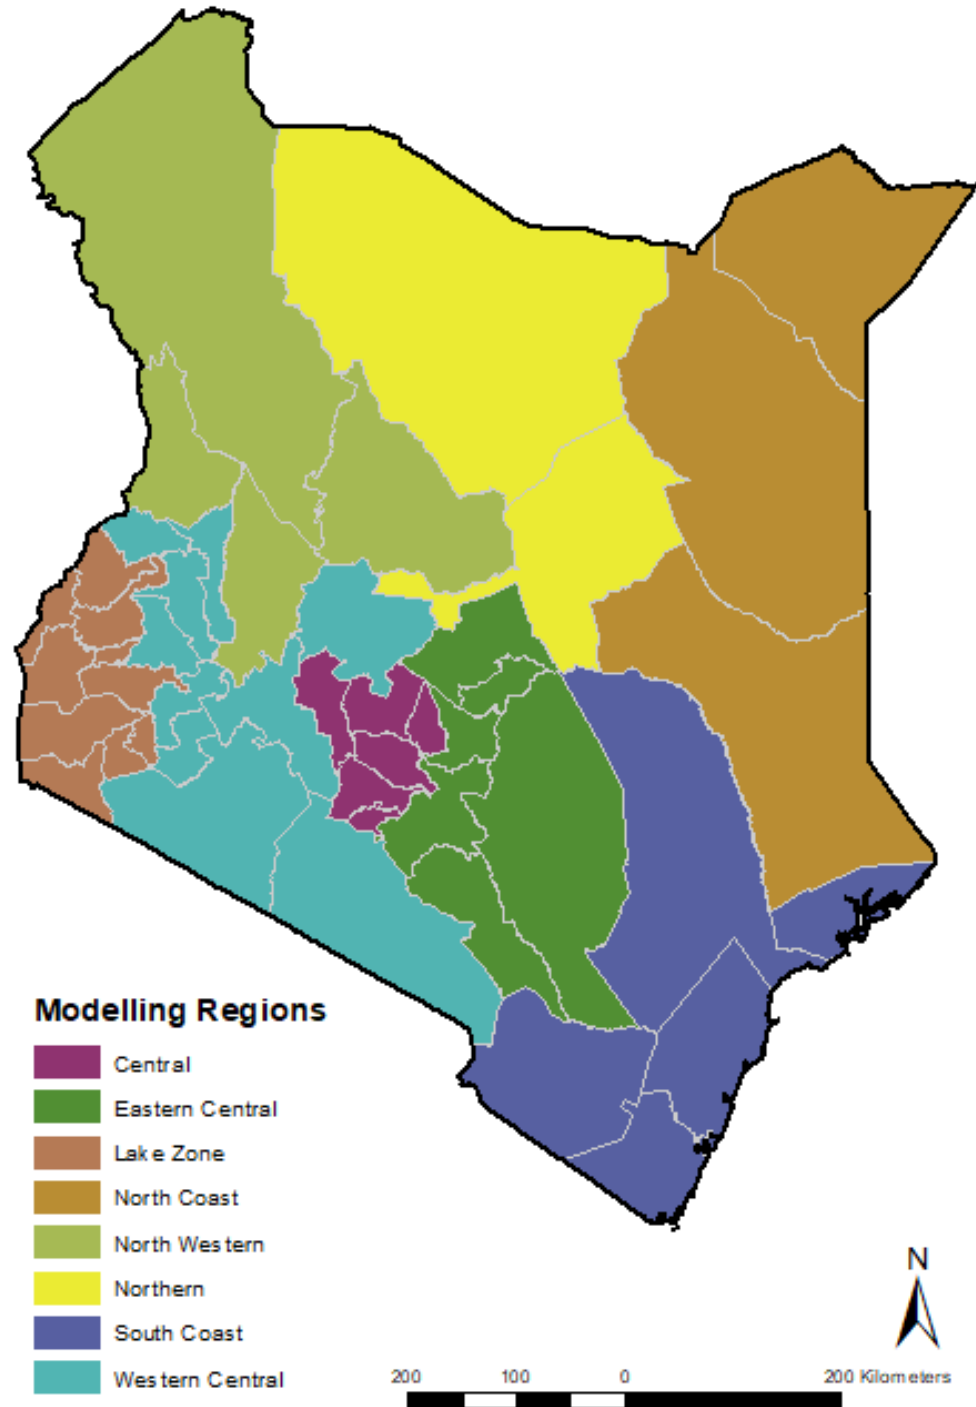 Modelling Regions
Central
Eastern Central
Lake Zone
North Coast
North Western
Northern
South Coast
Western Central
N
200 100 0 200 Kilometers